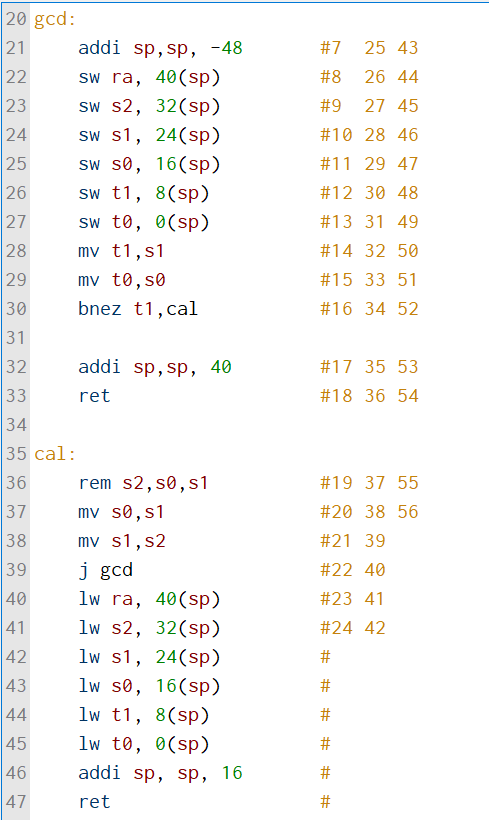 20 gcd:
21 addi sp,sp, -48 #7 25 43
22 sw ra, 40(sp) #8 26 44
23 sw s2, 32(sp) #9 27 45
24 sw s1, 24(sp) #10 28 46
25 sw s0, 16(sp) #11 29 47
26 sw t1, 8(sp) #12 30 48
27 sw t0, 0(sp) #13 31 49
28 mv t1,s1 #14 32 50
29 mv t0,s0 #15 33 51
30 bnez t1,cal #16 34 52
31
32 addi sp,sp, 40 #17 35 53
33 ret #18 36 54
34
35 cal:
36 rem s2,s0,s1 #19 37 55
37 mv s0,s1 #20 38 56
38 mv s1,s2 #21 39
39 j gcd #22 40
40 lw ra, 40(sp) #23 41
41 lw s2, 32(sp) #24 42
42 lw s1, 24(sp) #
43 lw s0, 16(sp) #
44 lw t1, 8(sp) #
45 lw t0, 0(sp) #
46 addi sp, sp, 16 #
47 ret #